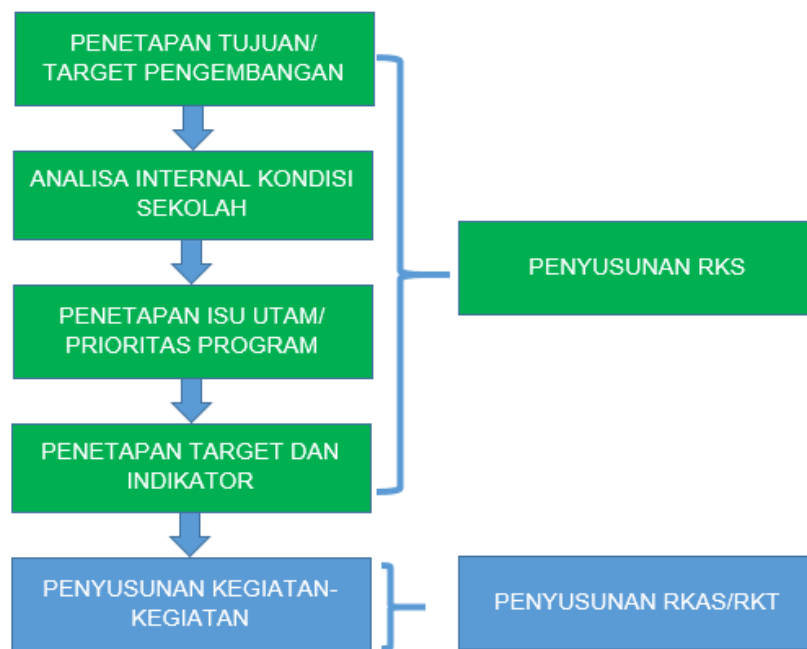 PENETAPAN TUJUAN/
TARGET PENGEMBANGAN
ANALISA INTERNAL KONDISI
SEKOLAH
PENETAPAN ISU UTAM/
PRIORITAS PROGRAM
PENETAPAN TARGET DAN
INDIKATOR
PENYUSUNAN KEGIATAN-
KEGIATAN
PENYUSUNAN RKS
PENYUSUNAN RKAS/RKT